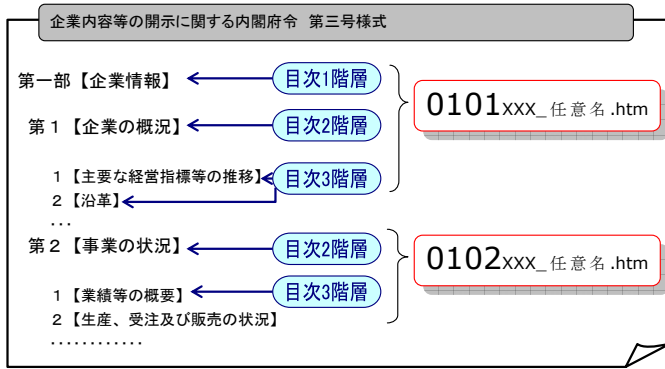 企業内容等の開示に関する内閣府令 第三号様式
第一部【企業情報】
目次1階層
第１【企業の概況】
目次2階層
0101XXX_任意名.htm
１【主要な経営指標等の推移】
目次3階層
２【沿革】
...
第２【事業の状況】
目次2階層
0102XXX_任意名.htm
１【業績等の概要】
目次3階層
２【生産、受注及び販売の状況】
............